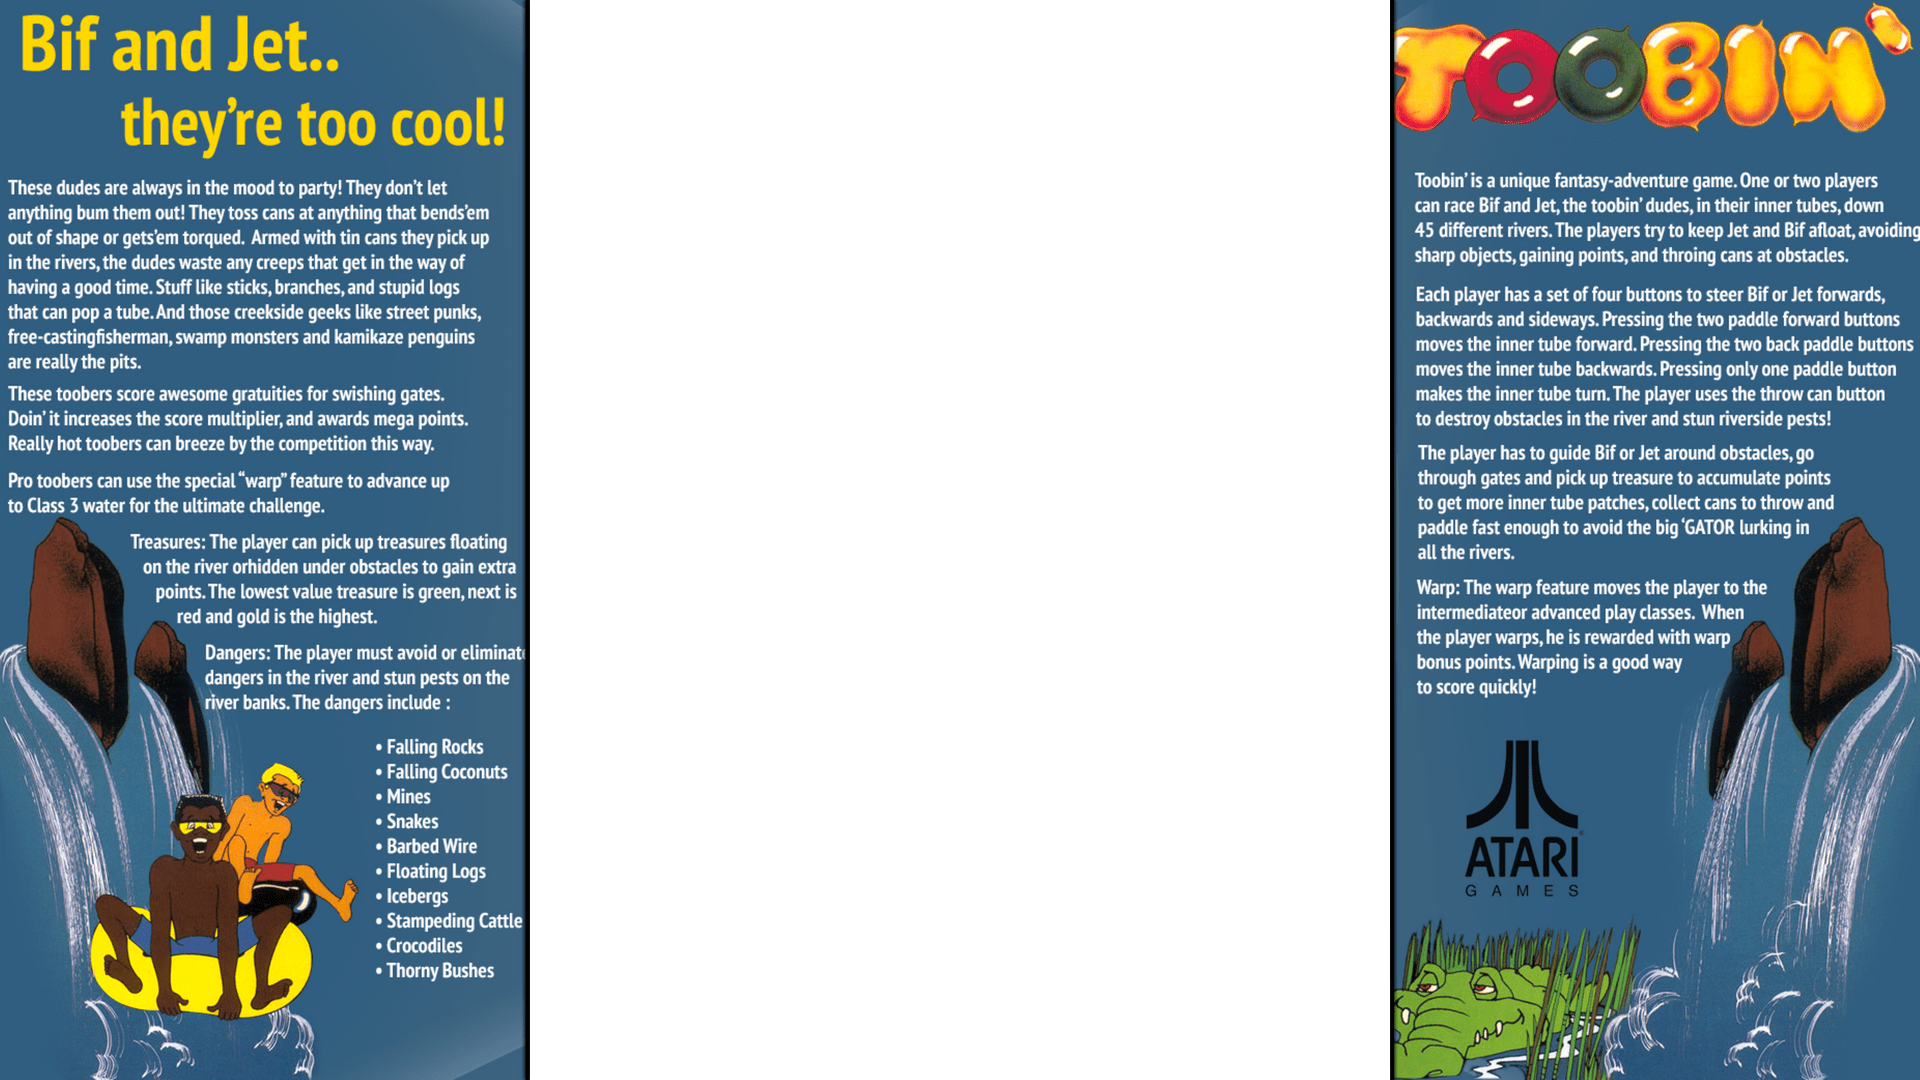 Bif and Jet..
they're too cool!
These dudes are always in the mood to party! They don't let
anything bum them out! They toss cans at anything that bends'em
out of shape or gets'em torqued. Armed with tin cans they pick up
in the rivers, the dudes waste any creeps that get in the way of
having a good time. Stuff like sticks, branches, and stupid logs
that can pop a tube. And those creekside geeks like street punks,
free-castingfisherman, swamp monsters and kamikaze penguins
are really the pits.
These toobers score awesome gratuities for swishing gates.
Doin' it increases the score multiplier, and awards mega points.
Really hot toobers can breeze by the competition this way.
Pro toobers can use the special “warp” feature to advance up
to Class 3 water for the ultimate challenge.
Treasures: The player can pick up treasures floating
on the river orhidden under obstacles to gain extra
points. The lowest value treasure is green, next is
red and gold is the highest.
Dangers: The player must avoid or eliminate
dangers in the river and stun pests on the
river banks. The dangers include :
• Falling Rocks
• Falling Coconuts
• Mines
• Snakes
• Barbed Wire
• Floating Logs
• Icebergs
• Stampeding Cattle
• Crocodiles
• Thorny Bushes
TOOBIN'
Toobin' is a unique fantasy-adventure game. One or two players
can race Bif and Jet, the toobin' dudes, in their inner tubes, down
45 different rivers. The players try to keep Jet and Bif afloat, avoiding
sharp objects, gaining points, and throing cans at obstacles.
Each player has a set of four buttons to steer Bif or Jet forwards,
backwards and sideways. Pressing the two paddle forward buttons
moves the inner tube forward. Pressing the two back paddle buttons
moves the inner tube backwards. Pressing only one paddle button
makes the inner tube turn. The player uses the throw can button
to destroy obstacles in the river and stun riverside pests!
The player has to guide Bif or Jet around obstacles, go
through gates and pick up treasure to accumulate points
to get more inner tube patches, collect cans to throw and
paddle fast enough to avoid the big ‘GATOR lurking in
all the rivers.
Warp: The warp feature moves the player to the
intermediateor advanced play classes. When
the player warps, he is rewarded with warp
bonus points. Warping is a good way
to score quickly!
ATARI
GAMES